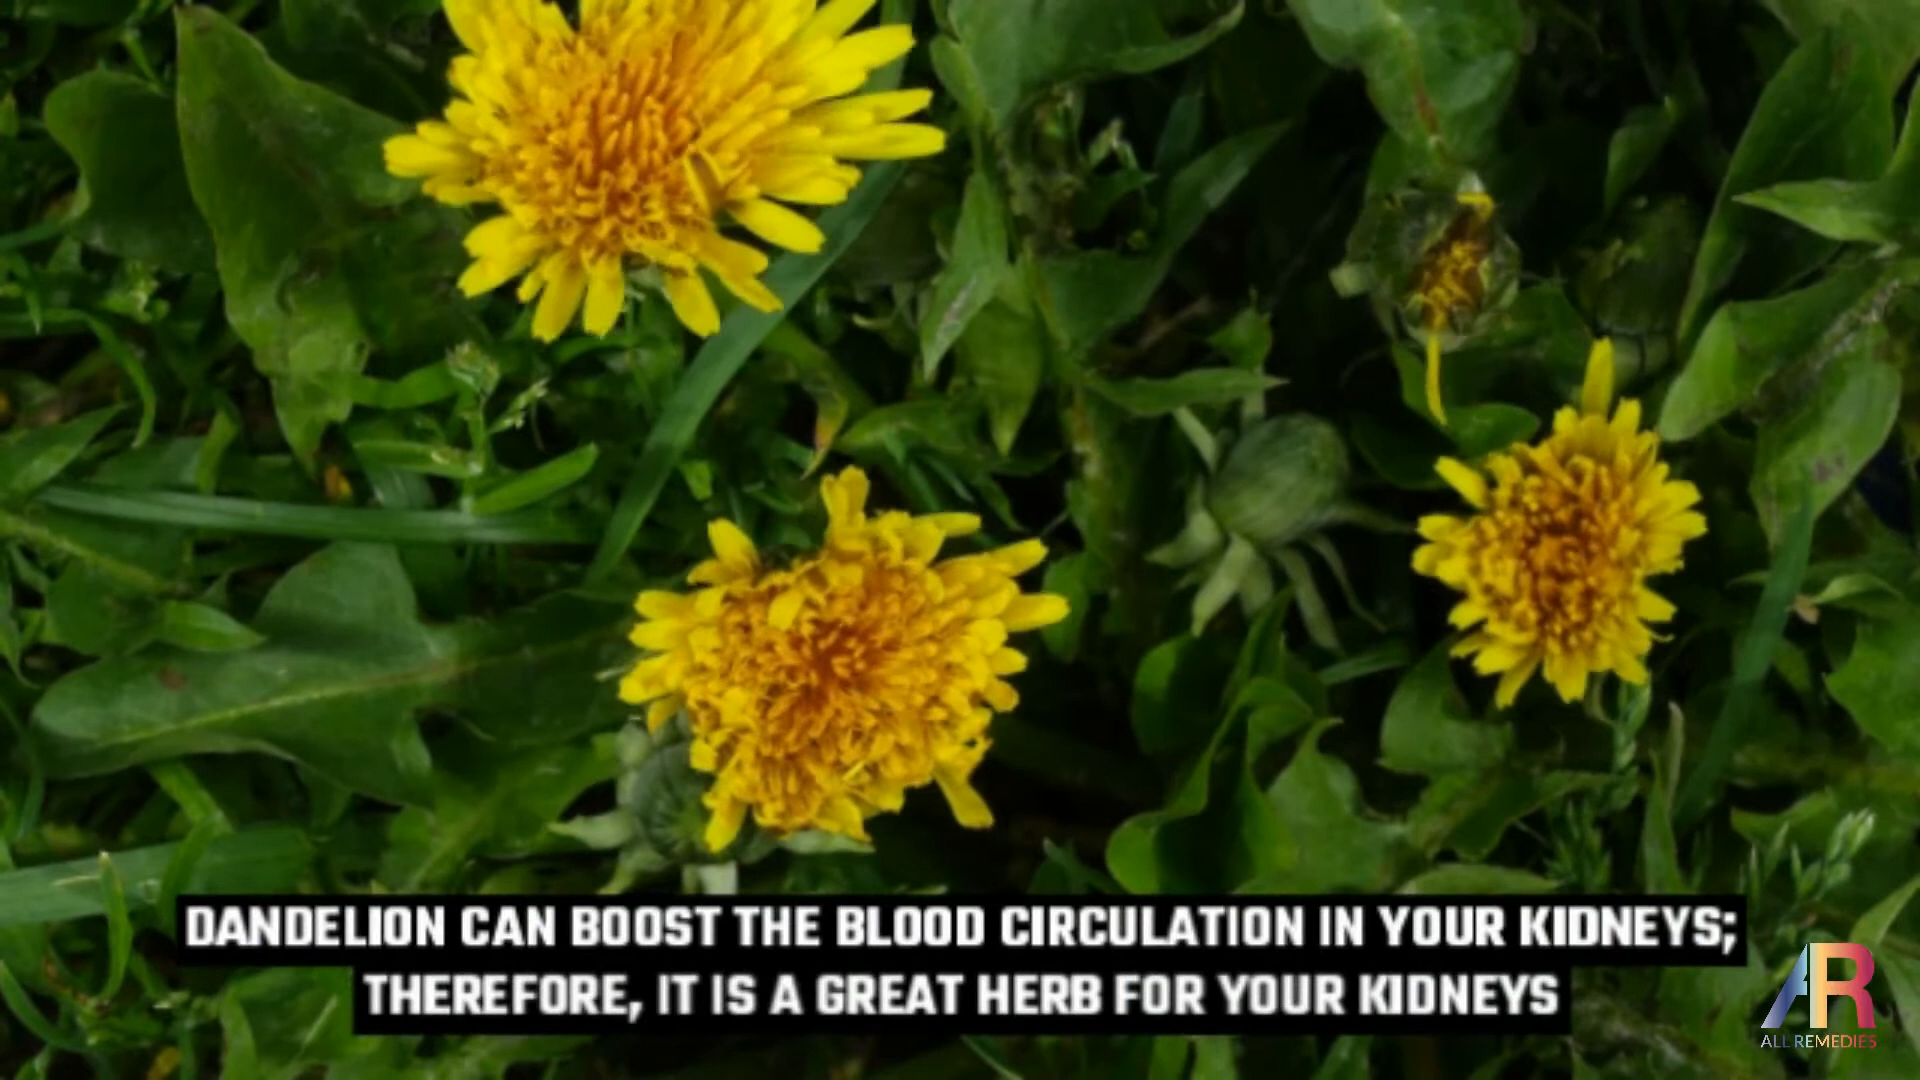 DANDELION CAN BOOST THE BLOOD CIRCULATION IN YOUR KIDNEYS;
THEREFORE, IT IS A GREAT HERB FOR YOUR KIDNEYS
AR
ALL REMEDIES